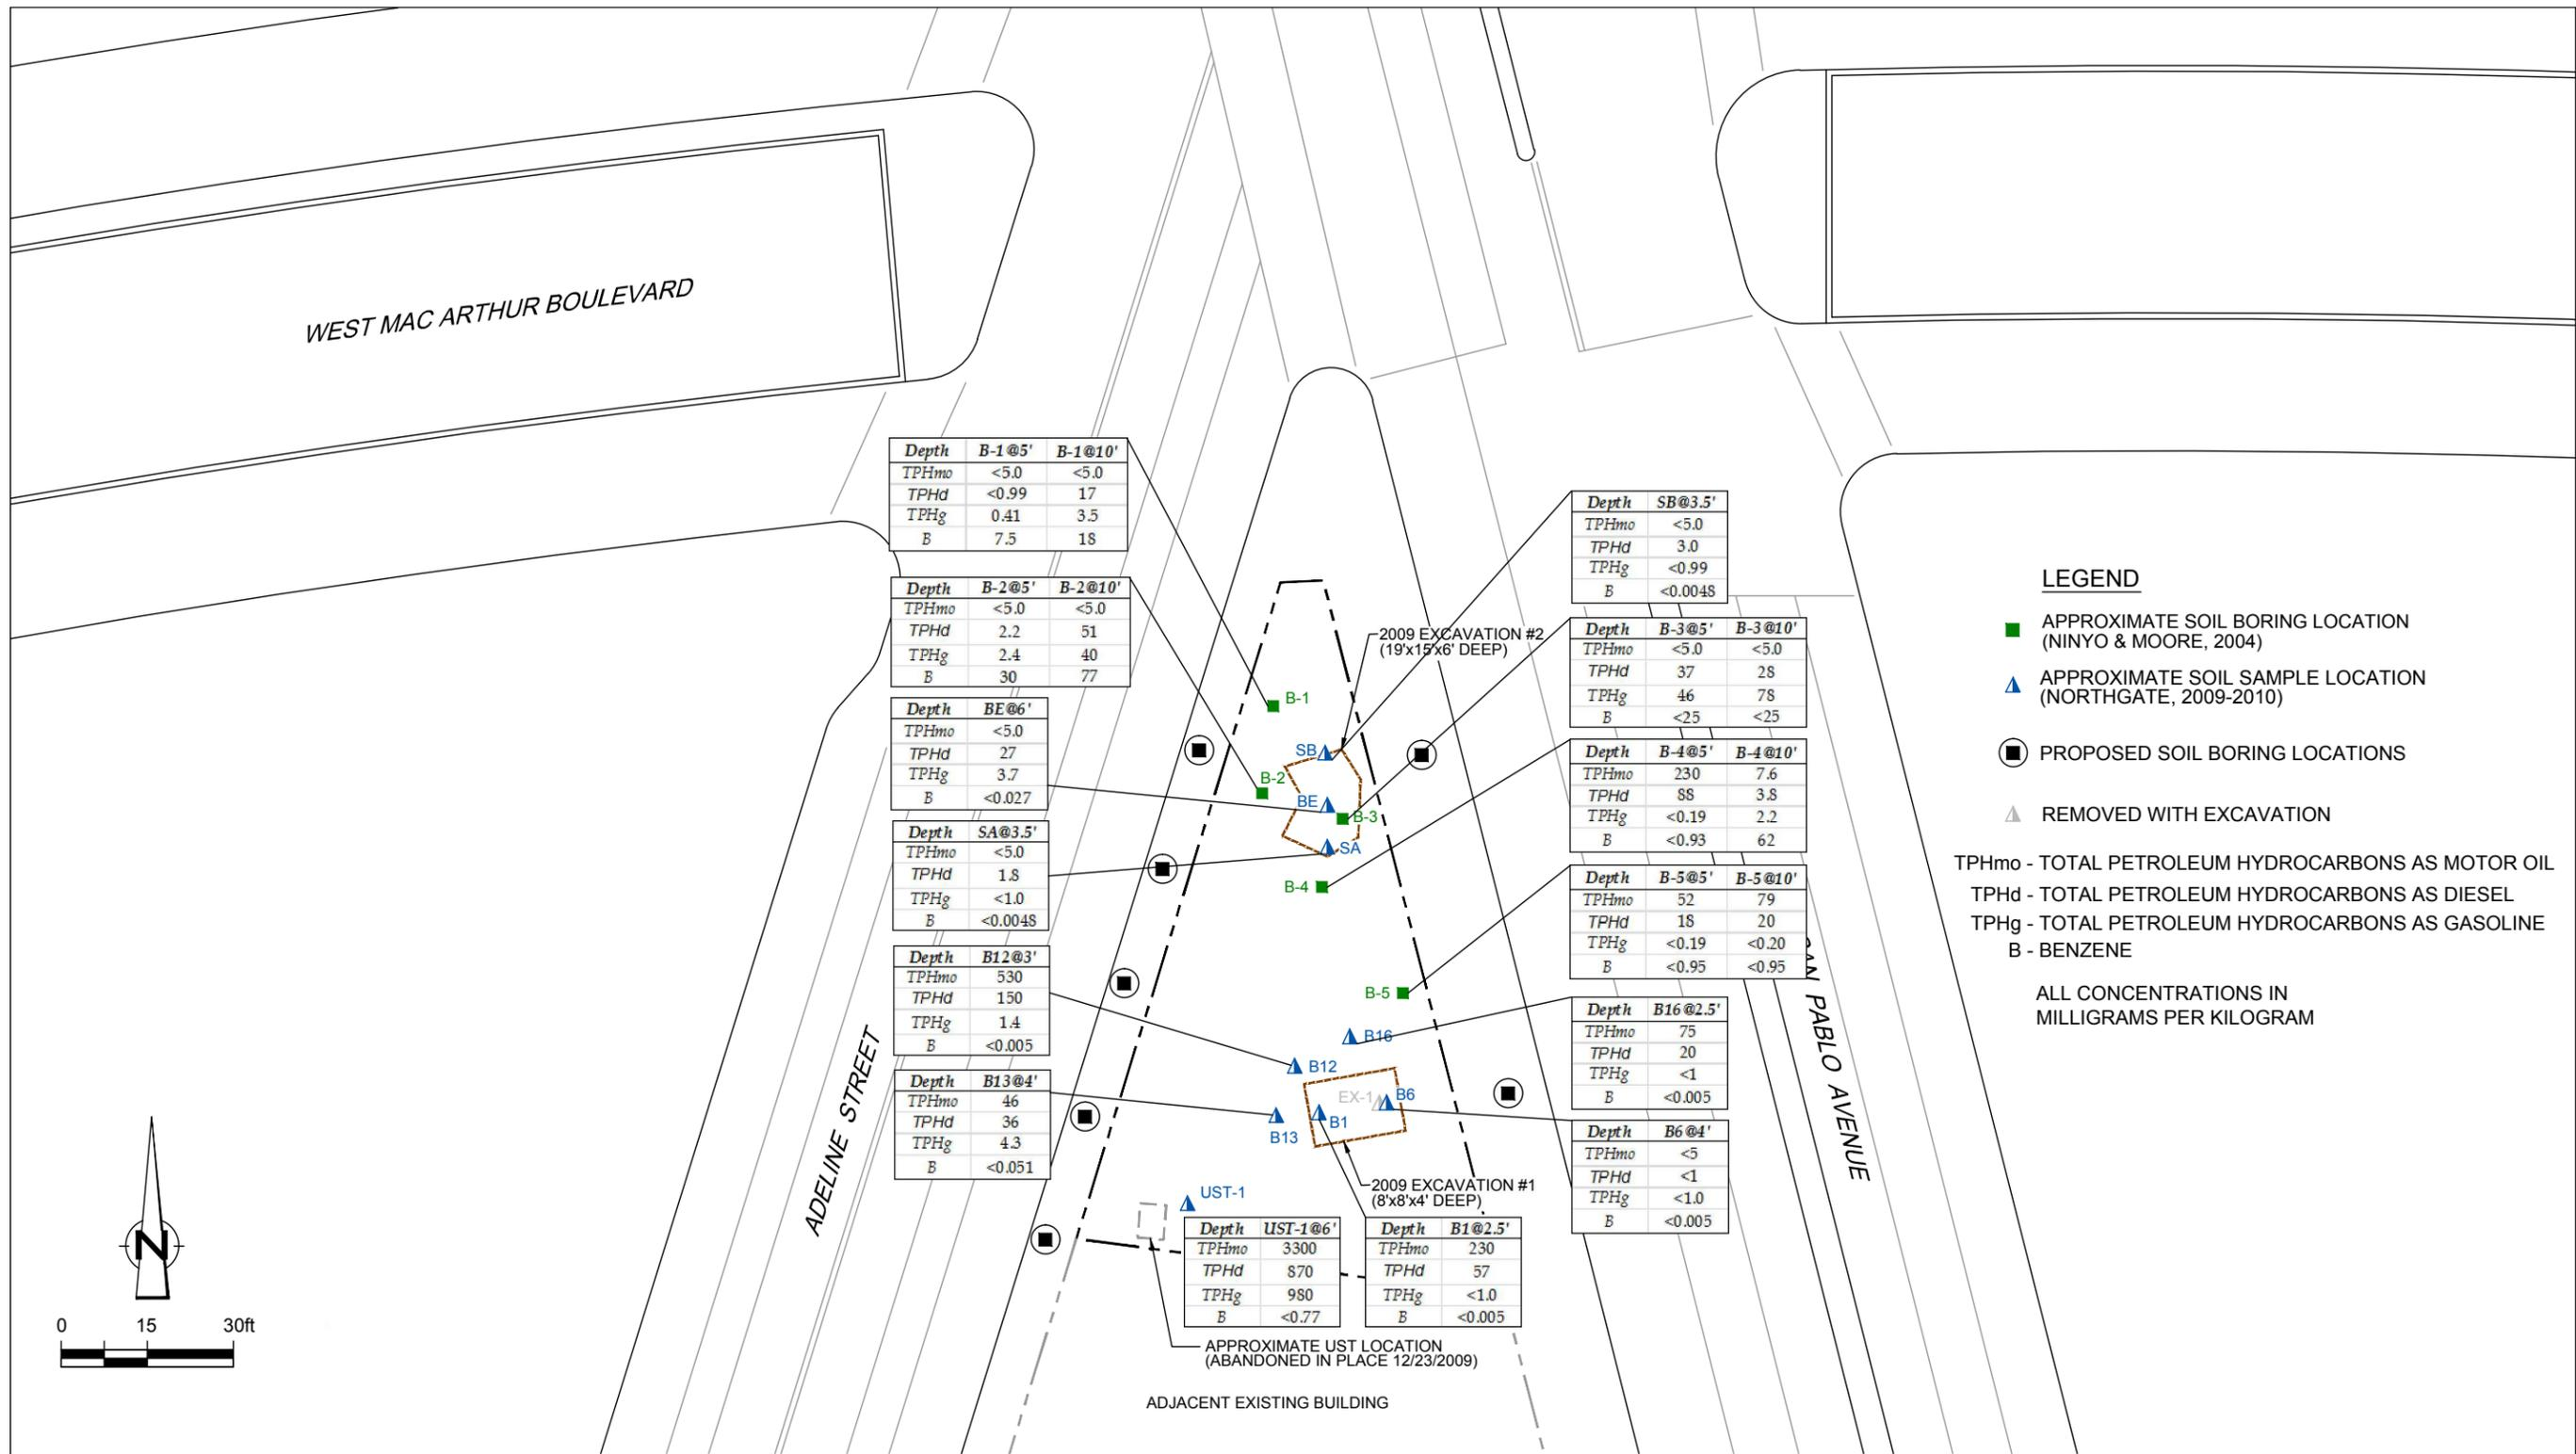 WEST MAC ARTHUR BOULEVARD
Depth B-1@5' B-1@10'
TPHmo <5.0 <5.0
TPHd <0.99 17
TPHg 0.41 3.5
B 7.5 18
Depth B-2@5' B-2@10'
TPHmo <5.0 <5.0
TPHd 2.2 51
TPHg 2.4 40
B 30 77
Depth BE@6'
TPHmo <5.0
TPHd 27
TPHg 3.7
B <0.027
Depth SA@3.5'
TPHmo <5.0
TPHd 1.8
TPHg <1.0
B <0.0048
Depth B12@3'
TPHmo 530
TPHd 150
TPHg 1.4
B <0.005
Depth B13@4'
TPHmo 46
TPHd 36
TPHg 4.3
B <0.051
ADELINE STREET
N
0 15 30ft
2009 EXCAVATION #2
(19'x15'x6' DEEP)
B-1
SB
B-2
BE
B-3
SA
B-4
B-5
B16
B12
EX-1
B6
B1
B13
UST-1
2009 EXCAVATION #1
(8'x8'x4' DEEP)
Depth UST-1@6'
TPHmo 3300
TPHd 870
TPHg 980
B <0.77
Depth B1@2.5'
TPHmo 230
TPHd 57
TPHg <1.0
B <0.005
APPROXIMATE UST LOCATION
(ABANDONED IN PLACE 12/23/2009)
ADJACENT EXISTING BUILDING
Depth SB@3.5'
TPHmo <5.0
TPHd 3.0
TPHg <0.99
B <0.0048
Depth B-3@5' B-3@10'
TPHmo <5.0 <5.0
TPHd 37 28
TPHg 46 78
B <25 <25
Depth B-4@5' B-4@10'
TPHmo 230 7.6
TPHd 88 3.8
TPHg <0.19 2.2
B <0.93 62
Depth B-5@5' B-5@10'
TPHmo 52 79
TPHd 18 20
TPHg <0.19 <0.20
B <0.95 <0.95
Depth B16@2.5'
TPHmo 75
TPHd 20
TPHg <1
B <0.005
Depth B6@4'
TPHmo <5
TPHd <1
TPHg <1.0
B <0.005
SAN PABLO AVENUE
LEGEND
APPROXIMATE SOIL BORING LOCATION
(NINYO & MOORE, 2004)
APPROXIMATE SOIL SAMPLE LOCATION
(NORTHGATE, 2009-2010)
PROPOSED SOIL BORING LOCATIONS
REMOVED WITH EXCAVATION
TPHmo - TOTAL PETROLEUM HYDROCARBONS AS MOTOR OIL
TPHd - TOTAL PETROLEUM HYDROCARBONS AS DIESEL
TPHg - TOTAL PETROLEUM HYDROCARBONS AS GASOLINE
B - BENZENE
ALL CONCENTRATIONS IN
MILLIGRAMS PER KILOGRAM